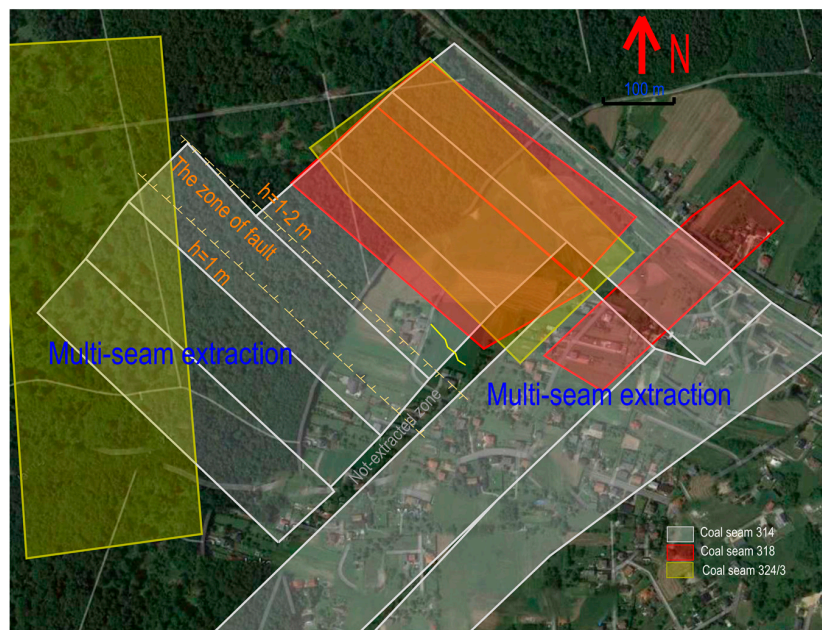 N
100 m
The zone of fault
h=1-2 m
h=1 m
Multi-seam extraction
Multi-seam extraction
Not-extracted zone
Coal seam 314
Coal seam 318
Coal seam 324/3